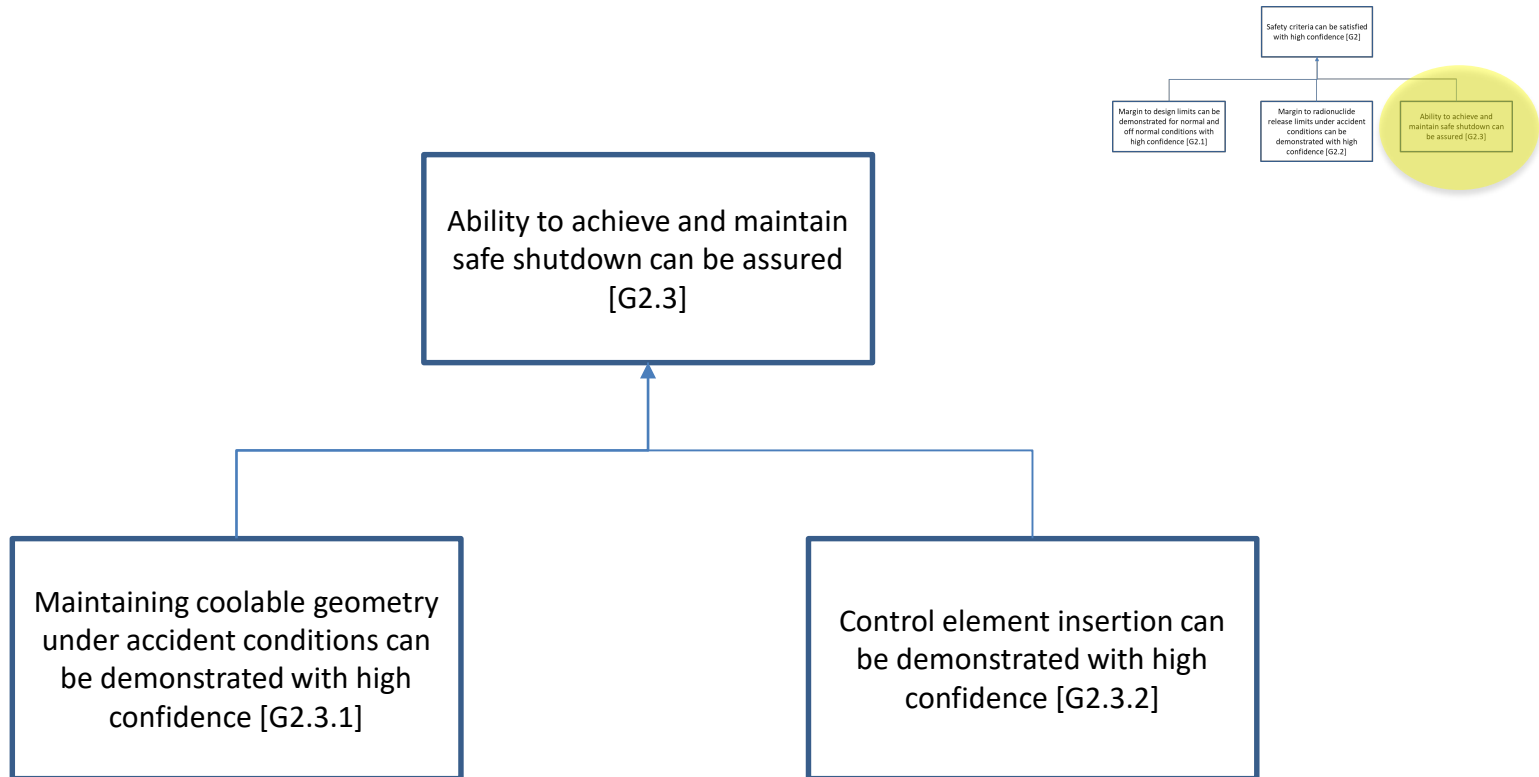 Safety criteria can be satisfied
with high confidence [G2]
Margin to design limits can be
demonstrated for normal and
off normal conditions with
high confidence [G2.1]
Margin to radionuclide
release limits under accident
conditions can be
demonstrated with high
confidence [G2.2]
Ability to achieve and
maintain safe shutdown can
be assured [G2.3]
Ability to achieve and maintain
safe shutdown can be assured
[G2.3]
Maintaining coolable geometry
under accident conditions can
be demonstrated with high
confidence [G2.3.1]
Control element insertion can
be demonstrated with high
confidence [G2.3.2]